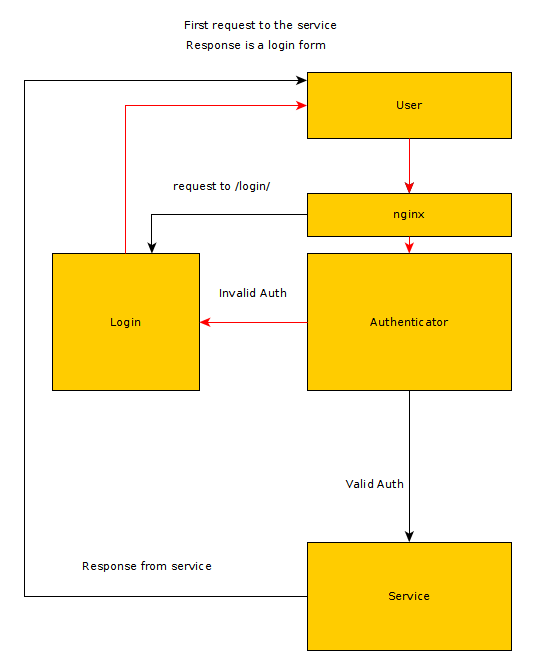 First request to the service
Response is a login form
User
request to /login/
nginx
Invalid Auth
Login
Authenticator
Valid Auth
Response from service
Service